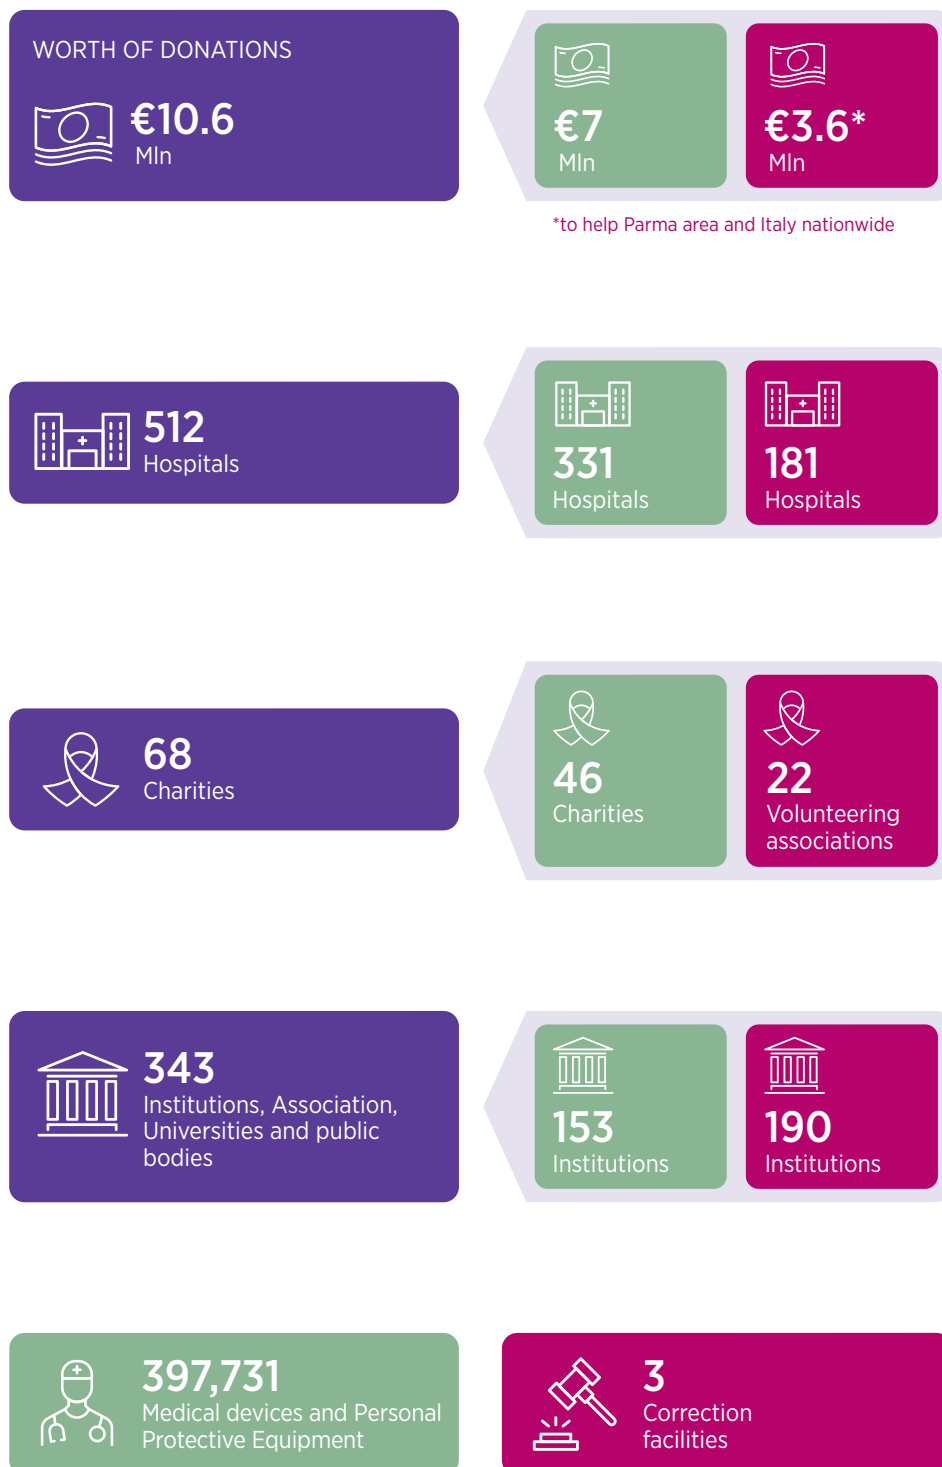 WORTH OF DONATIONS
€10.6
Mln
€7
Mln
€3.6*
Mln
*to help Parma area and Italy nationwide
512
Hospitals
331
Hospitals
181
Hospitals
68
Charities
46
Charities
22
Volunteering
associations
343
Institutions, Association,
Universities and public
bodies
153
Institutions
190
Institutions
397,731
Medical devices and Personal
Protective Equipment
3
Correction
facilities